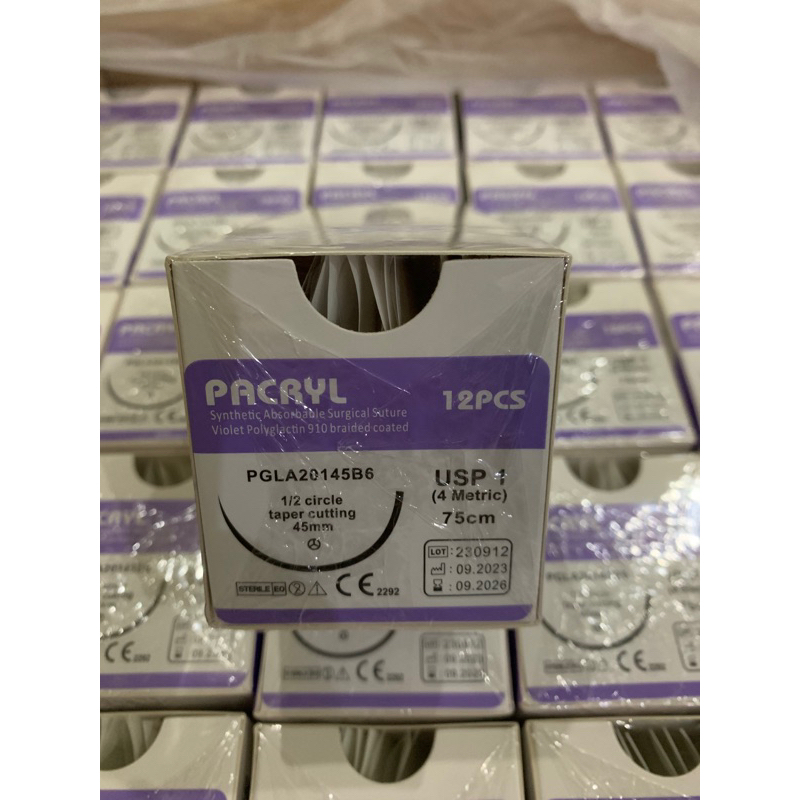 PACRYL
12PCS
Synthetic Absorbable Surgical Suture
Violet Polyglactin 910 braided coated
PGLA20145B6
USP 1
1/2 circle
(4 Metric)
taper cutting
75cm
45mm
LOT : 230912
: 09.2023
STERILE EO
2
CE 2292
: 09.2026